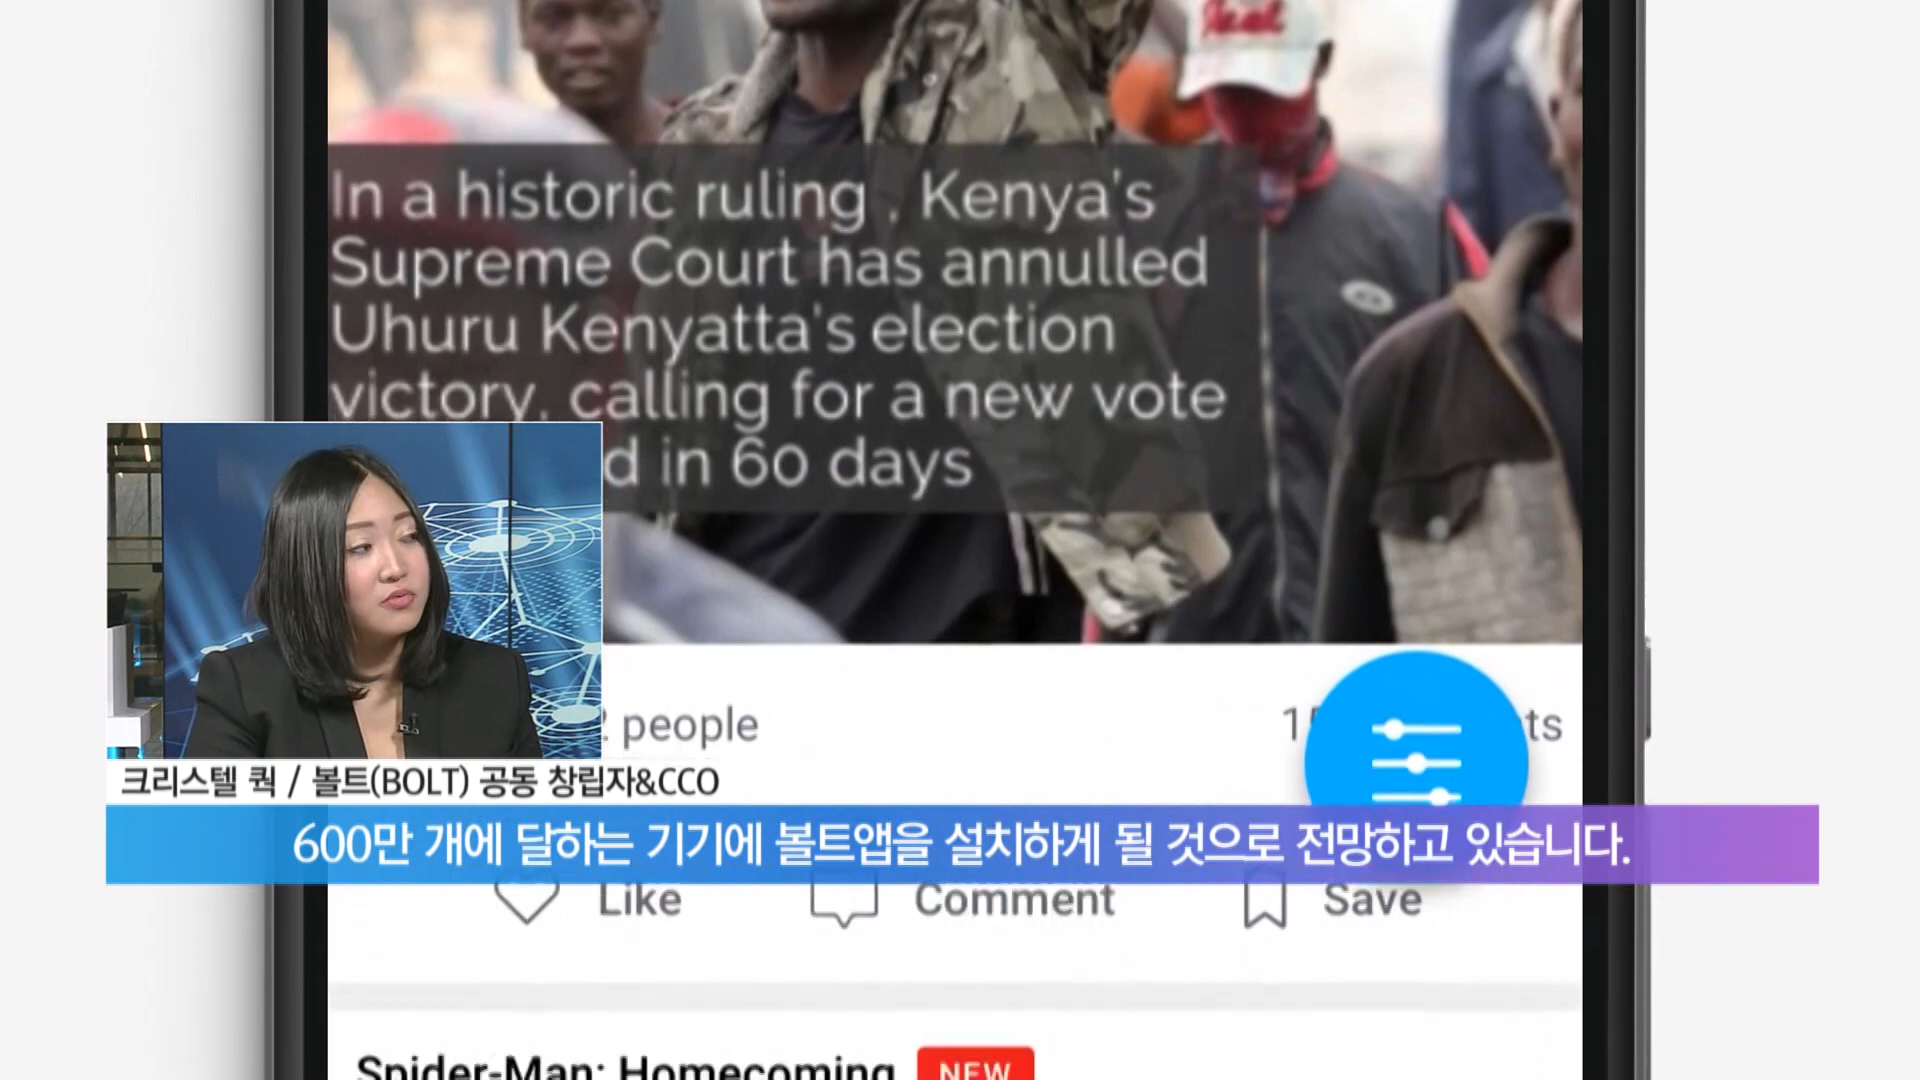 Jeal
In a historic ruling , Kenya's
Supreme Court has annulled
Uhuru Kenyatta's election
victory, calling for a new vote
in 60 days
people
크리스텔 쿽 / 볼트(BOLT) 공동 창립자&CCO
600만 개에 달하는 기기에 볼트앱을 설치하게 될 것으로 전망하고 있습니다.
Like Comment Save
Spider-Man: Homecoming NEW